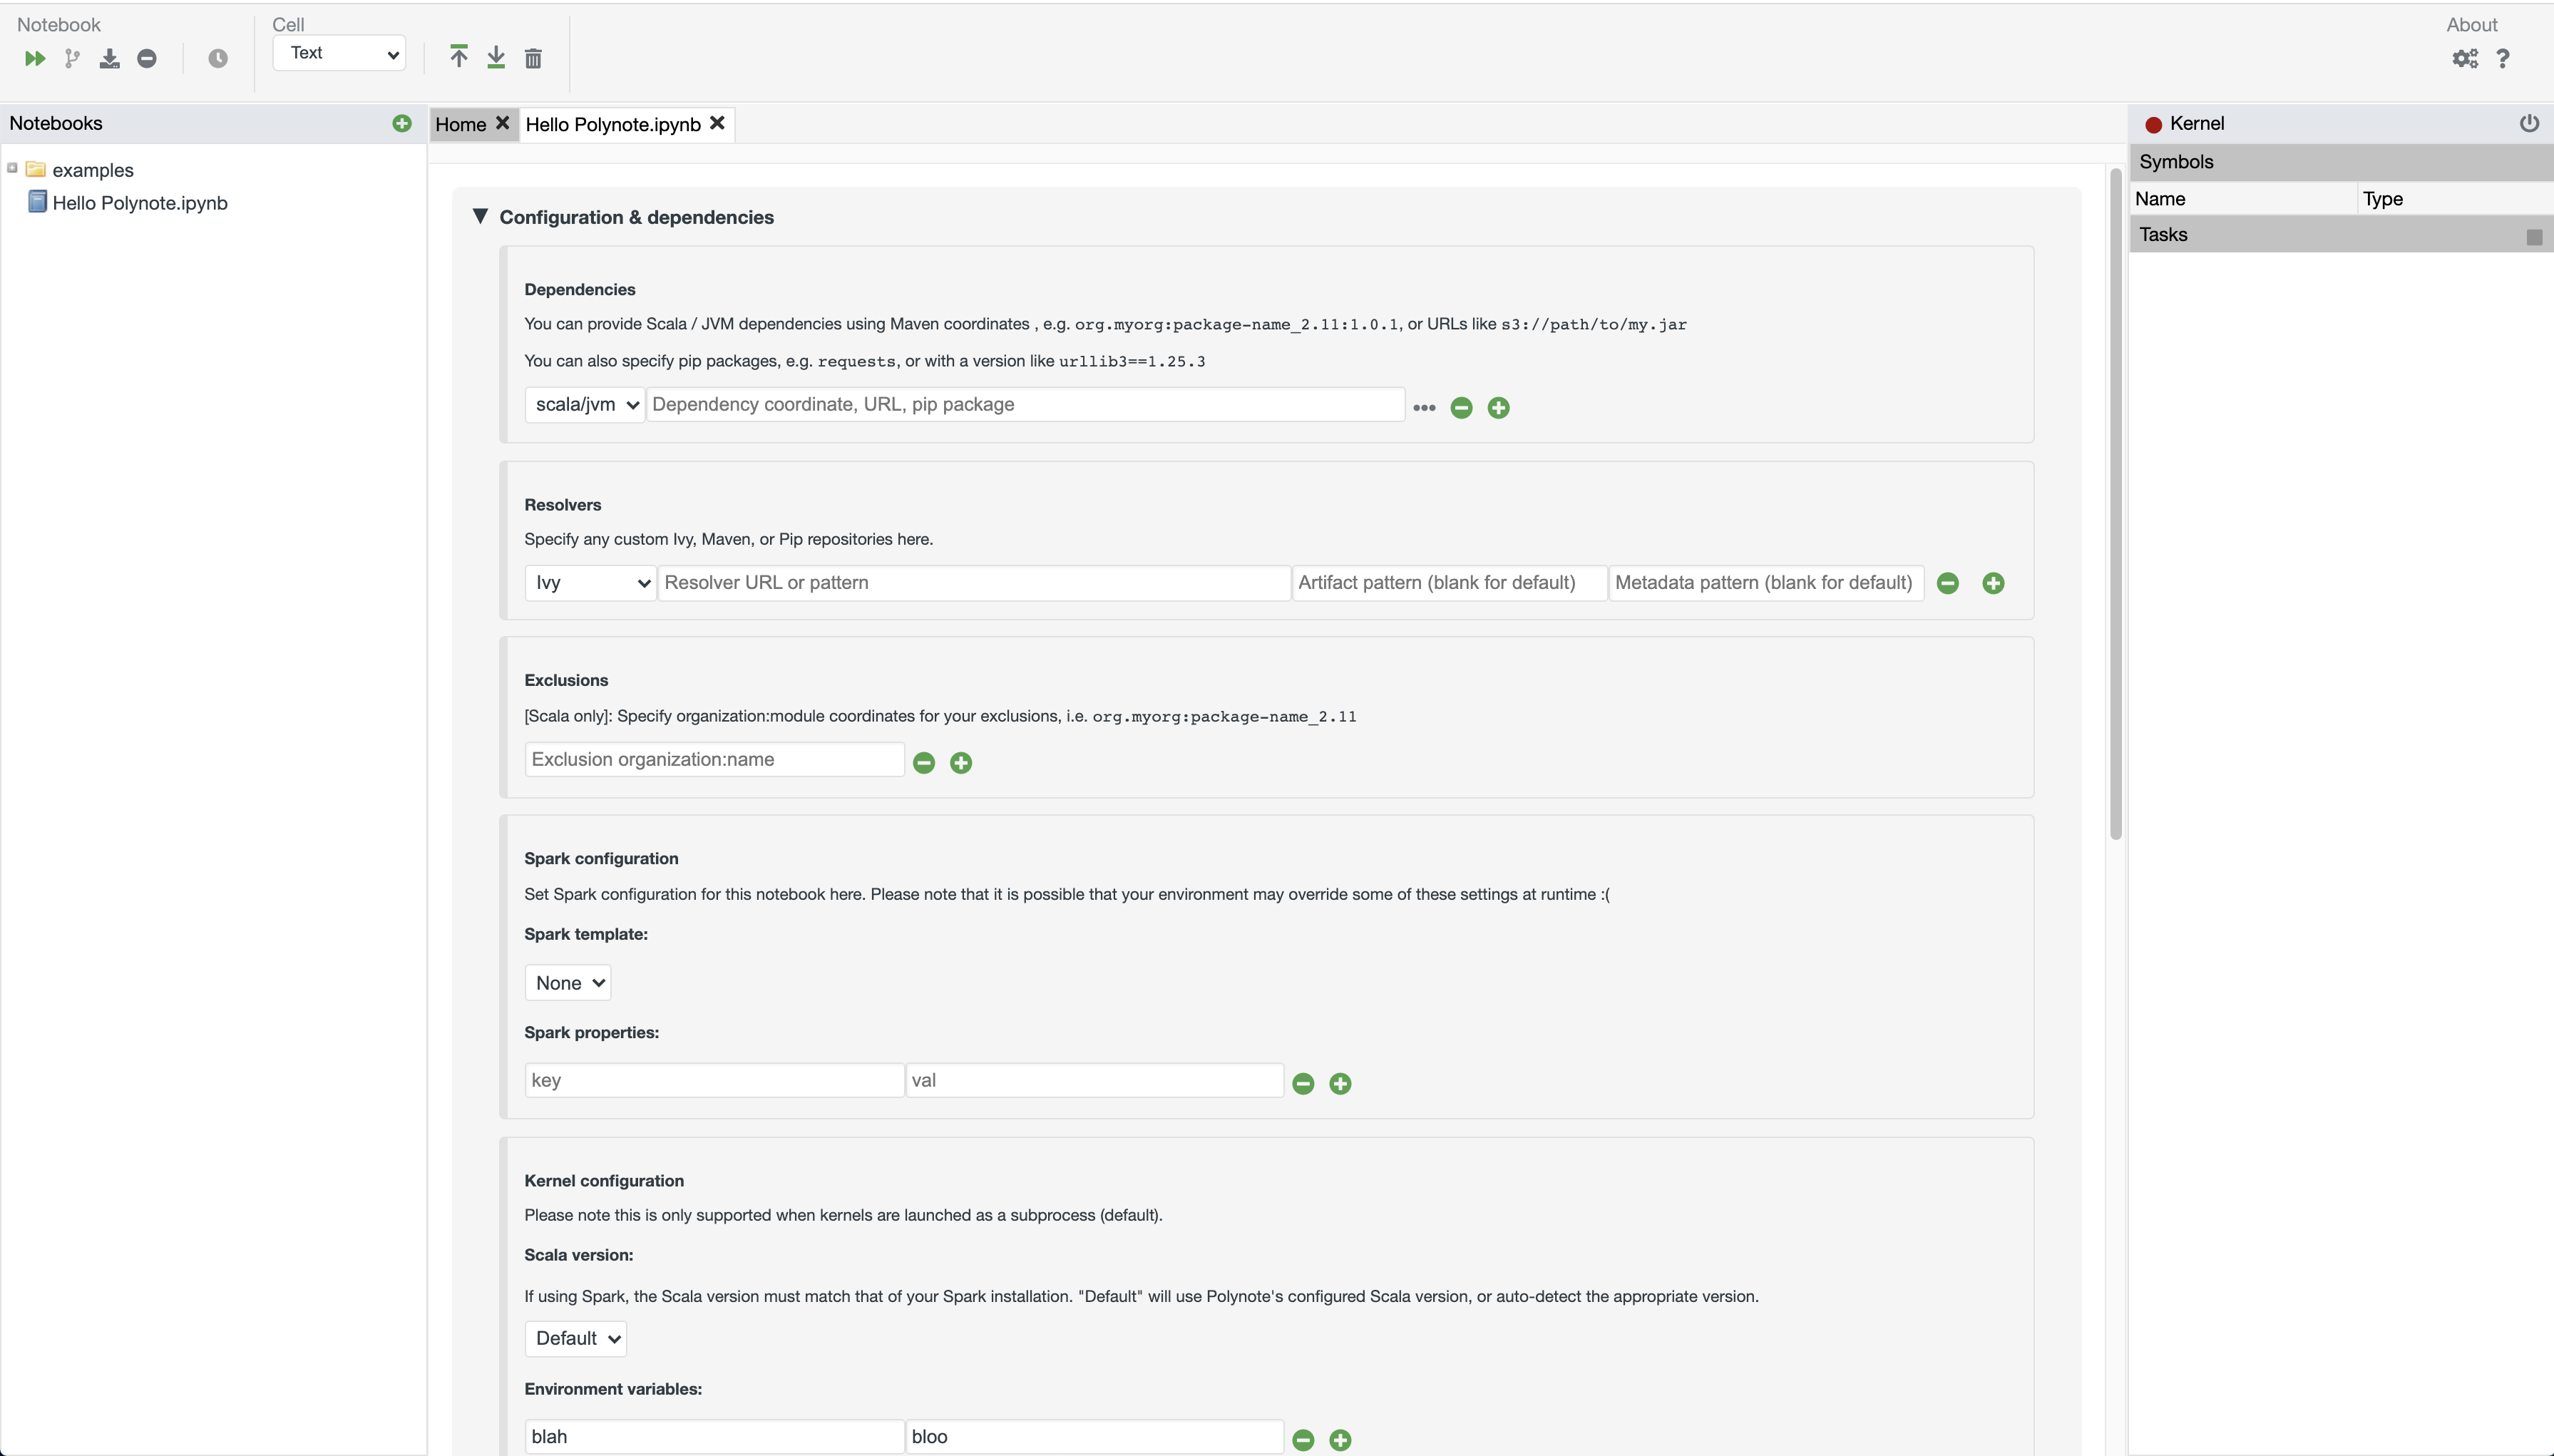 Notebook
Cell
Text
About
?
Notebooks
examples
Hello Polynote.ipynb
Home
Hello Polynote.ipynb
Configuration & dependencies
Dependencies
You can provide Scala / JVM dependencies using Maven coordinates , e.g. org.myorg:package-name_2.11:1.0.1, or URLs like s3://path/to/my.jar
You can also specify pip packages, e.g. requests, or with a version like urllib3==1.25.3
scala/jvm Dependency coordinate, URL, pip package
Resolvers
Specify any custom Ivy, Maven, or Pip repositories here.
Ivy Resolver URL or pattern Artifact pattern (blank for default) Metadata pattern (blank for default)
Exclusions
[Scala only]: Specify organization:module coordinates for your exclusions, i.e. org.myorg:package-name_2.11
Exclusion organization:name
Spark configuration
Set Spark configuration for this notebook here. Please note that it is possible that your environment may override some of these settings at runtime :(
Spark template:
None
Spark properties:
key val
Kernel configuration
Please note this is only supported when kernels are launched as a subprocess (default).
Scala version:
If using Spark, the Scala version must match that of your Spark installation. "Default" will use Polynote's configured Scala version, or auto-detect the appropriate version.
Default
Environment variables:
blah bloo
Kernel
Symbols
Name Type
Tasks